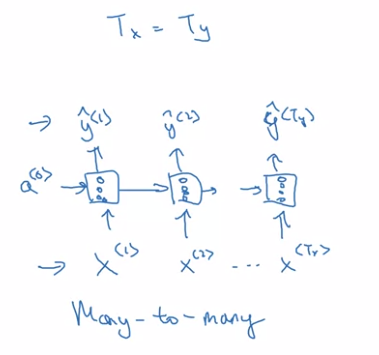 Tx = Ty
→ ŷ⁽¹⁾ ŷ⁽²⁾ ŷ⁽ᵀʸ⁾
a⁽⁰⁾
→ X⁽¹⁾ X⁽²⁾ ... X⁽ᵀˣ⁾
Many-to-many